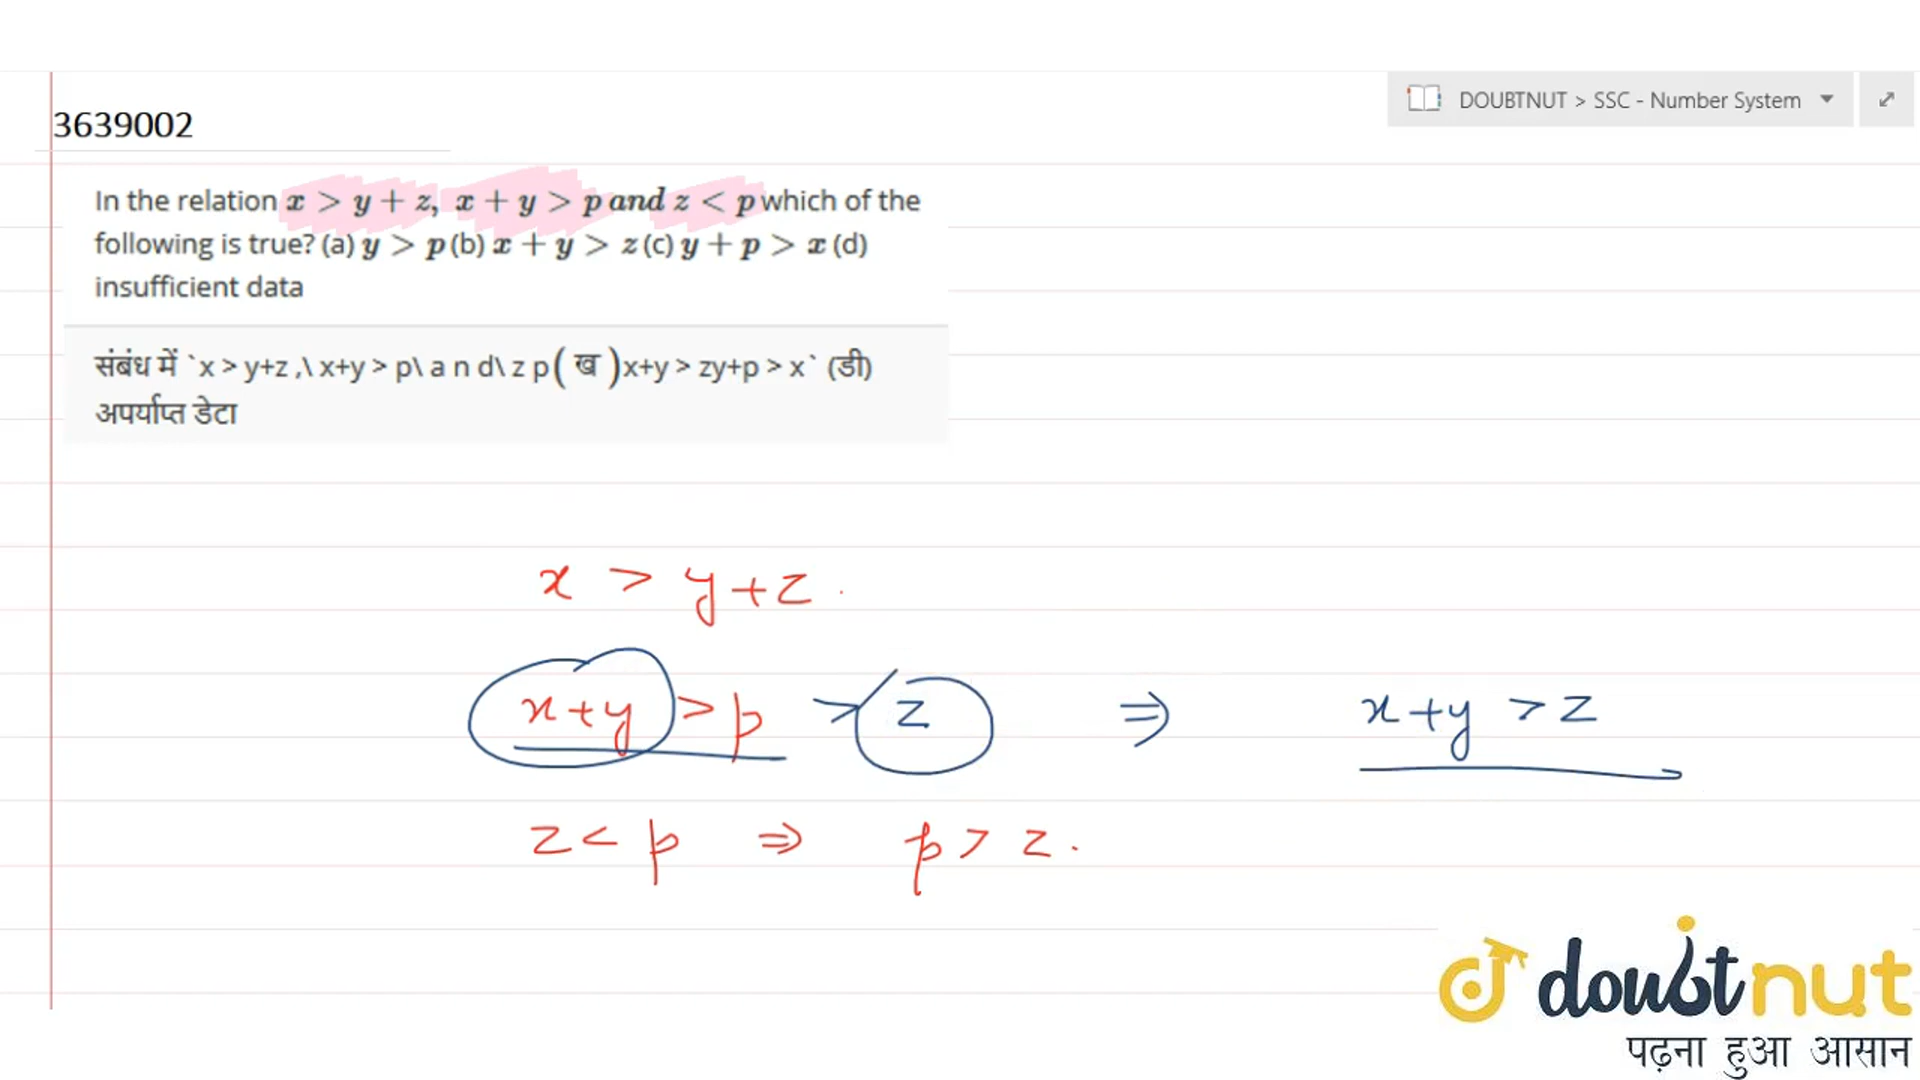 DOUBTNUT > SSC - Number System
3639002
In the relation x > y + z, x + y > p and z < p which of the
following is true? (a) y > p (b) x + y > z (c) y + p > x (d)
insufficient data
संबंध में `x > y+z ,\ x+y > p\ a n d\ z p( ख )x+y > zy+p > x` (डी)
अपर्याप्त डेटा
x > y+z .
x+y > p > z ⇒ x+y > z
z < p ⇒ p > z .
doubtnut
पढ़ना हुआ आसान